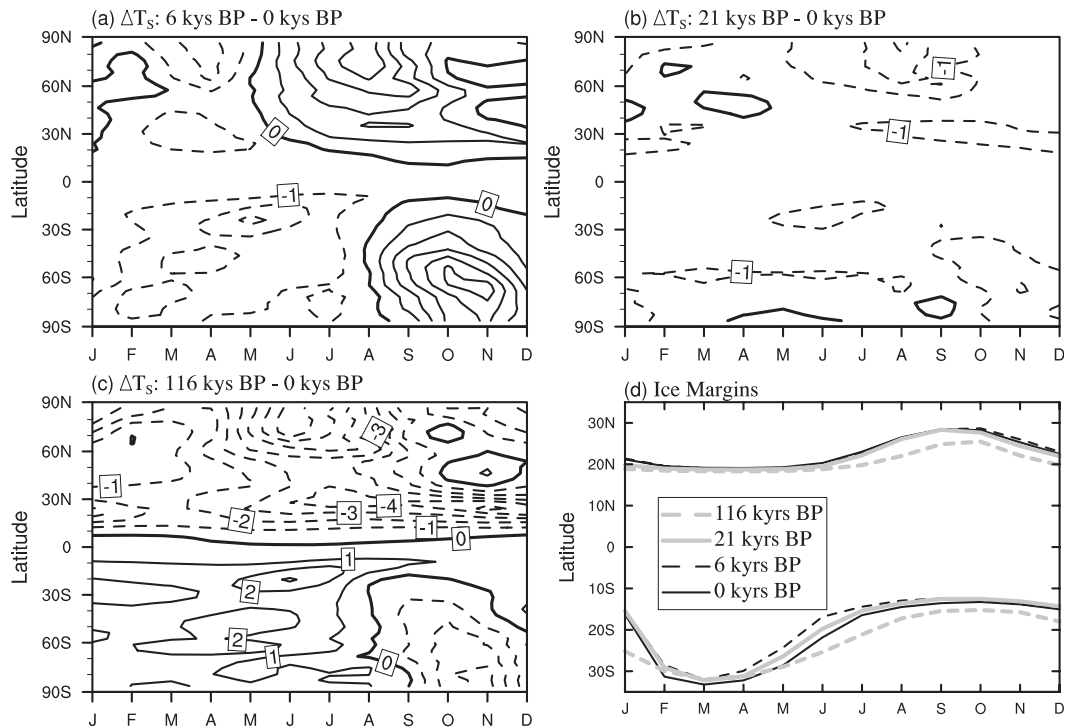 (a) ΔTS: 6 kys BP - 0 kys BP
90N
60N
30N
0
30S
60S
90S
Latitude
0
-1
0
J F M A M J J A S O N D
(b) ΔTS: 21 kys BP - 0 kys BP
90N
60N
30N
0
30S
60S
90S
Latitude
-1
-1
-1
J F M A M J J A S O N D
(c) ΔTS: 116 kys BP - 0 kys BP
90N
60N
30N
0
30S
60S
90S
Latitude
-3
-1
-2
-3
-4
-1
0
1
2
2
1
0
J F M A M J J A S O N D
(d) Ice Margins
30N
20N
10N
10S
20S
30S
Latitude
116 kyrs BP
21 kyrs BP
6 kyrs BP
0 kyrs BP
J F M A M J J A S O N D